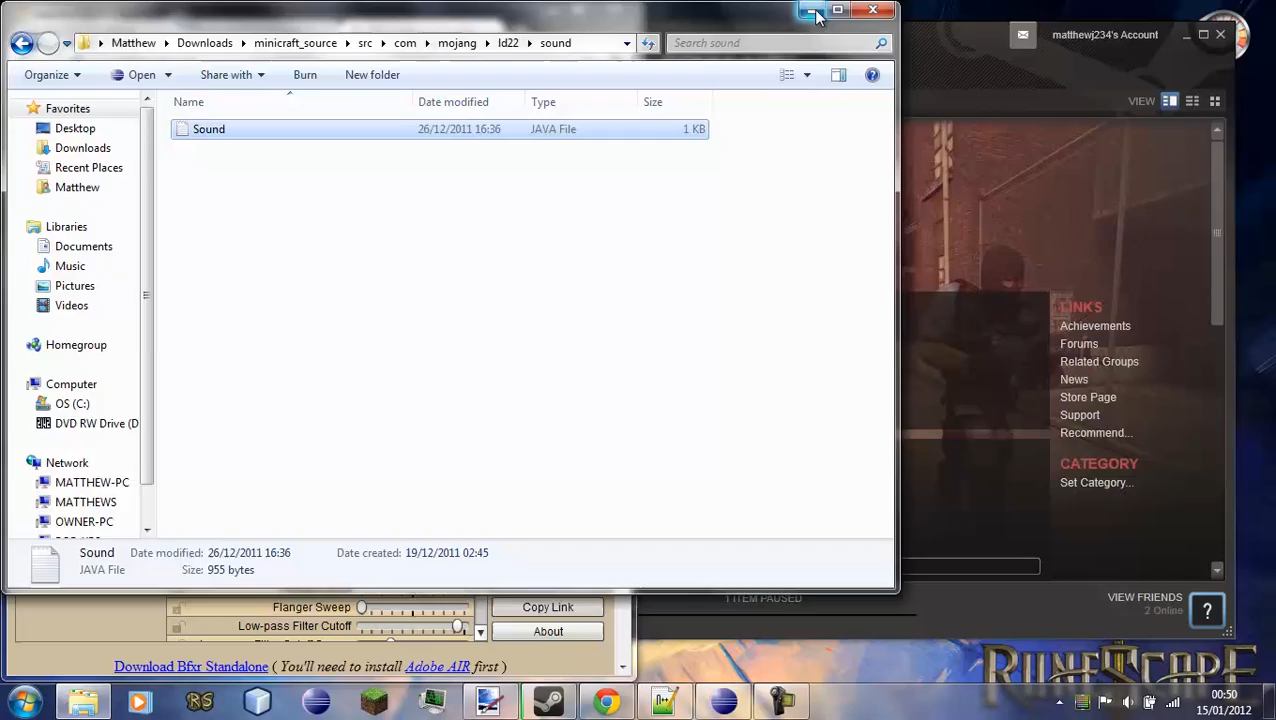 matthewj234's Account
Matthew Downloads minicraft_source src com mojang ld22 sound
Search sound
Organize Open Share with Burn New folder
VIEW
Name Date modified Type Size
Sound 26/12/2011 16:36 JAVA File 1 KB
Favorites
Desktop
Downloads
Recent Places
Matthew
Libraries
Documents
Music
Pictures
Videos
Homegroup
Computer
OS (C:)
DVD RW Drive (D
Network
MATTHEW-PC
MATTHEWS
OWNER-PC
LINKS
Achievements
Forums
Related Groups
News
Store Page
Support
Recommend...
CATEGORY
Set Category...
Sound Date modified: 26/12/2011 16:36 Date created: 19/12/2011 02:45
JAVA File Size: 955 bytes
1 ITEM PAUSED
VIEW FRIENDS
2 Online
?
Flanger Sweep
Low-pass Filter Cutoff
Copy Link
About
Download Bfxr Standalone ( You'll need to install Adobe AIR first )
RUNESCAPE
RS
00:50
15/01/2012